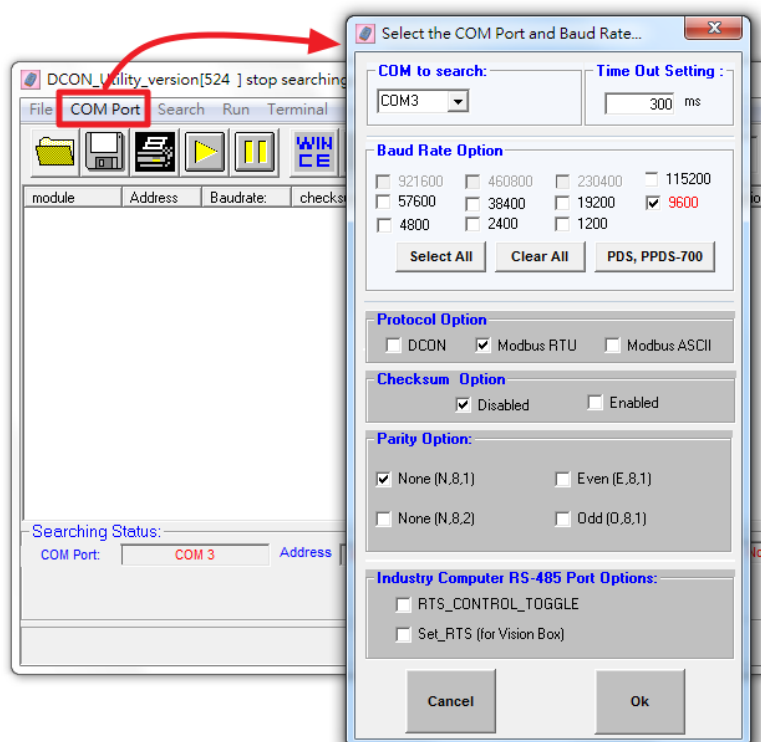 DCON_Utility_version[524 ] stop searching
File COM Port Search Run Terminal
WIN
CE
module Address Baudrate:
Searching Status:
COM Port: COM 3 Address
Select the COM Port and Baud Rate...
COM to search: Time Out Setting :
COM3 300 ms
Baud Rate Option
921600 460800 230400 115200
57600 38400 19200 9600
4800 2400 1200
Select All Clear All PDS, PPDS-700
Protocol Option
DCON Modbus RTU Modbus ASCII
Checksum Option
Disabled Enabled
Parity Option:
None (N,8,1) Even (E,8,1)
None (N,8,2) Odd (O,8,1)
Industry Computer RS-485 Port Options:
RTS_CONTROL_TOGGLE
Set_RTS (for Vision Box)
Cancel Ok